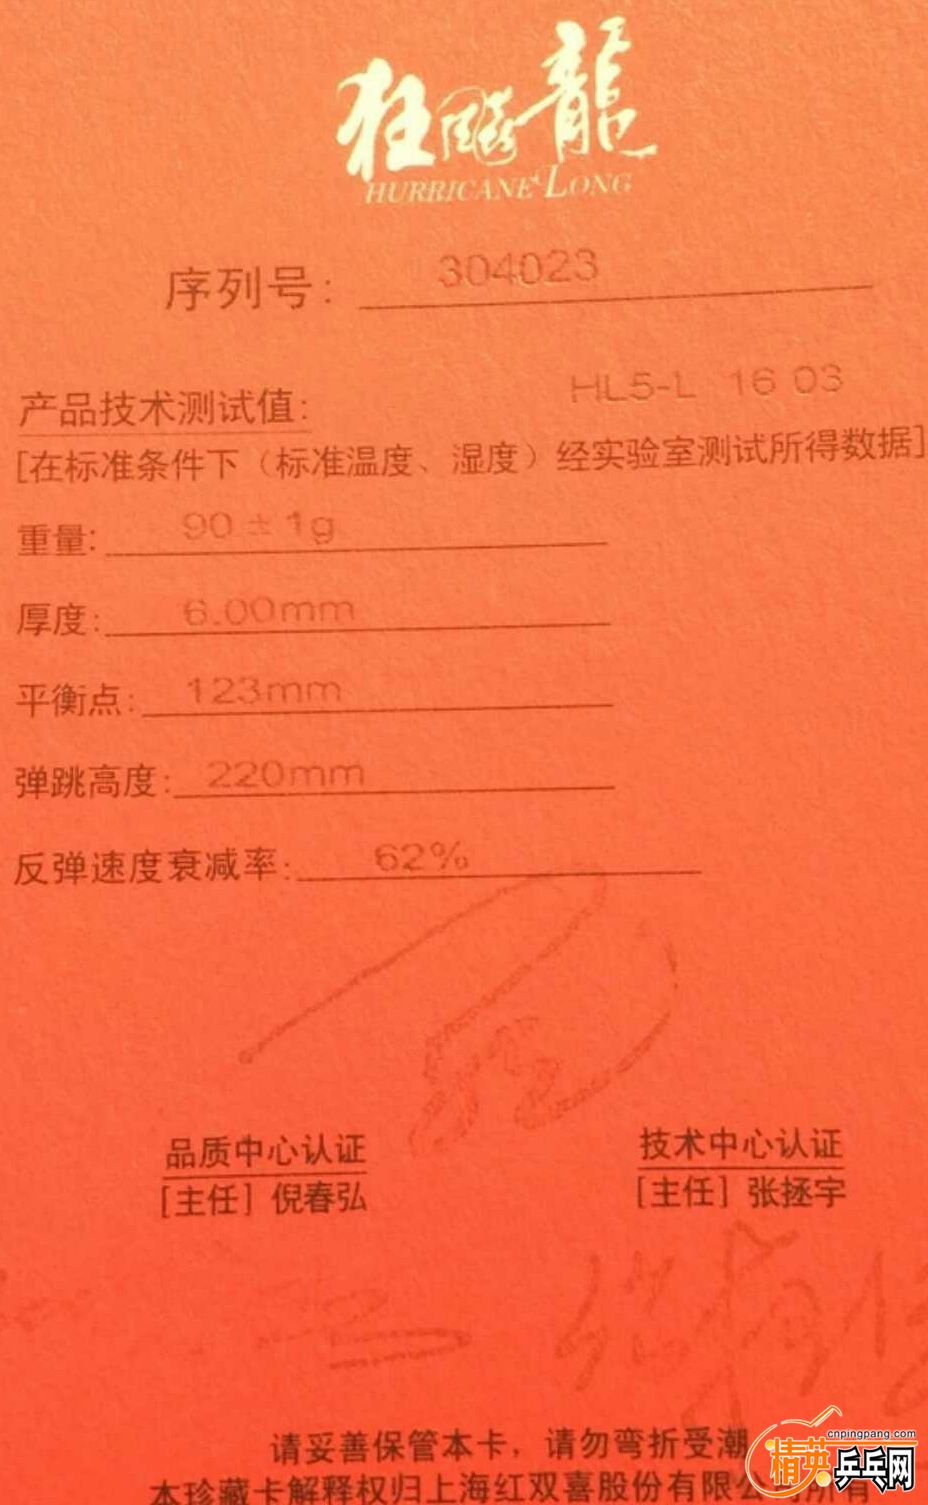 狂飚龍
HURRICANE LONG
序列号: 304023
产品技术测试值: HL5-L 16 03
[在标准条件下（标准温度、湿度）经实验室测试所得数据]
重量: 90±1g
厚度: 6.00mm
平衡点: 123mm
弹跳高度: 220mm
反弹速度衰减率: 62%
品质中心认证 技术中心认证
[主任] 倪春弘 [主任] 张拯宇
请妥善保管本卡，请勿弯折受潮
本珍藏卡解释权归上海红双喜股份有限公
cnpingpang.com
精英乒乓网